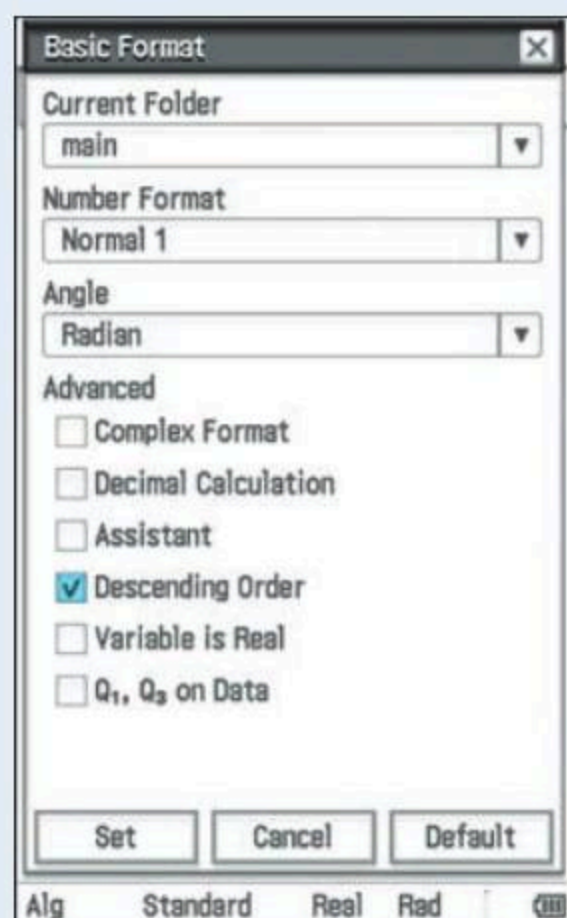 Basic Format
Current Folder
main
Number Format
Normal 1
Angle
Radian
Advanced
Complex Format
Decimal Calculation
Assistant
Descending Order
Variable is Real
Q₁, Q₃ on Data
Set Cancel Default
Alg Standard Real Rad